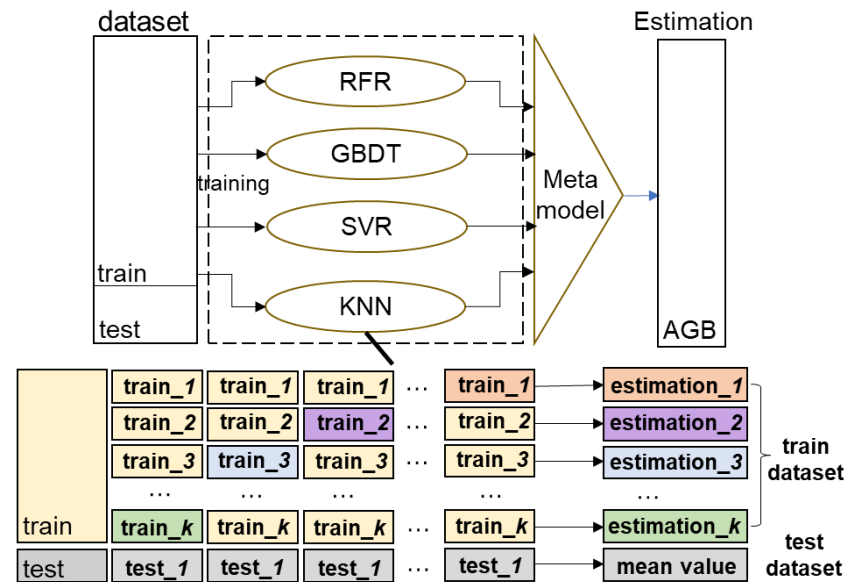 dataset
Estimation
RFR
GBDT
training
Meta
model
SVR
train
KNN
test
AGB
train_1 train_1 train_1 ... train_1 estimation_1
train_2 train_2 train_2 train_2 estimation_2
train_3 train_3 train_3 train_3 estimation_3
train
dataset
... ... ... ...
train train_k train_k train_k ... train_k estimation_k
test test_1 test_1 test_1 ... test_1 mean value
test
dataset